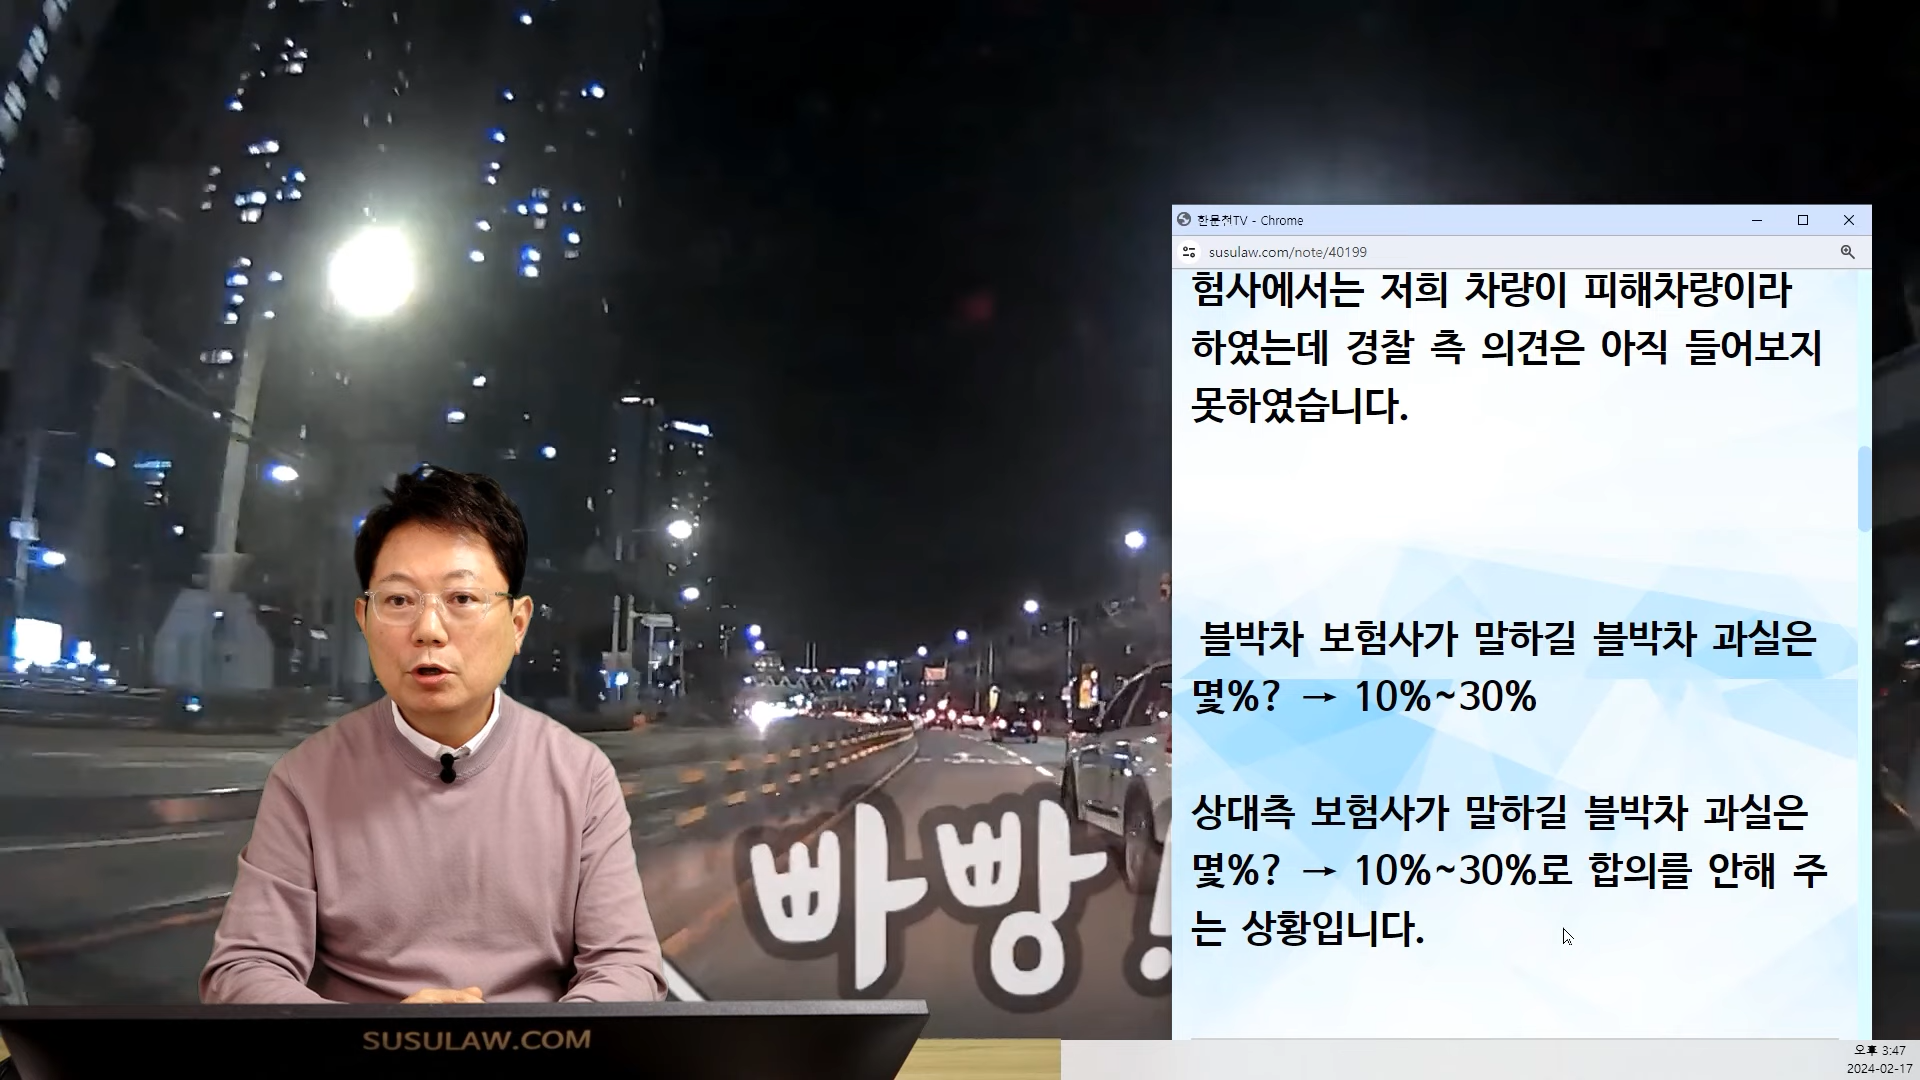 한문철TV - Chrome
susulaw.com/note/40199
험사에서는 저희 차량이 피해차량이라
하였는데 경찰 측 의견은 아직 들어보지
못하였습니다.
블박차 보험사가 말하길 블박차 과실은
몇%? → 10%~30%
상대측 보험사가 말하길 블박차 과실은
몇%? → 10%~30%로 합의를 안해 주
는 상황입니다.
빠빵!
SUSULAW.COM
오후 3:47
2024-02-17